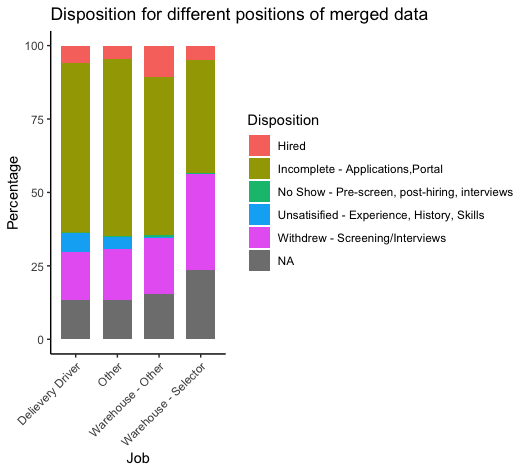 Disposition for different positions of merged data
Percentage
100
75
50
25
0
Delievery Driver
Other
Warehouse - Other
Warehouse - Selector
Job
Disposition
Hired
Incomplete - Applications,Portal
No Show - Pre-screen, post-hiring, interviews
Unsatisified - Experience, History, Skills
Withdrew - Screening/Interviews
NA